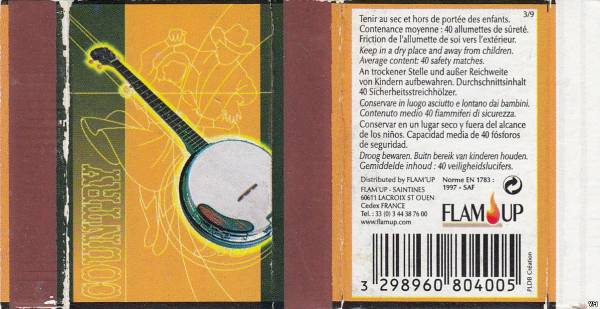 COUNTRY
3/9
Tenir au sec et hors de portée des enfants.
Contenance moyenne : 40 allumettes de sûreté.
Friction de l'allumette de soi vers l'extérieur.
Keep in a dry place and away from children.
Average content: 40 safety matches.
An trockener Stelle und außer Reichweite
von Kindern aufbewahren. Durchschnittsinhalt
40 Sicherheitsstreichhölzer.
Conservare in luogo asciutto e lontano dai bambini.
Contenuto medio 40 fiammiferi di sicurezza.
Conservar en un lugar seco y fuera del alcance
de los niños. Capacidad media de 40 fósforos
de seguridad.
Droog bewaren. Buitn bereik van kinderen houden.
Gemiddelde inhoud : 40 veiligheidslucifers.
Distributed by FLAM'UP
FLAM'UP - SAINTINES
60611 LACROIX ST OUEN
Cedex FRANCE
Tel. : 33 (0) 3 44 38 76 00
www.flamup.com
Norme EN 1783 :
1997 - SAF
FLAM UP
3 298960 804005
PLDB Création